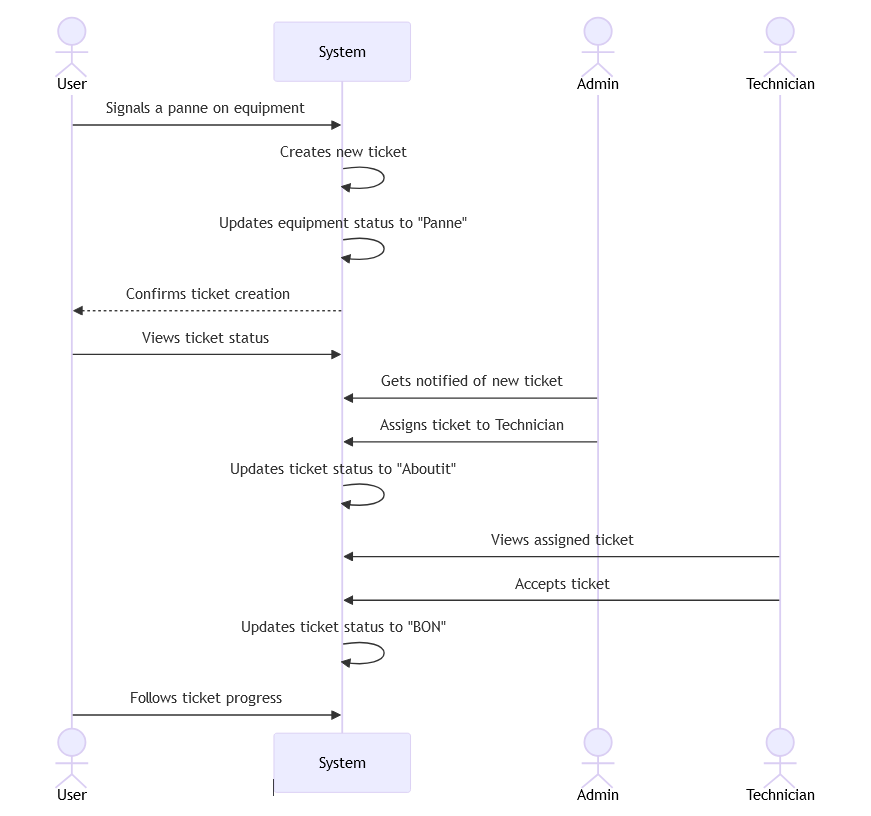 User
System
Admin
Technician
Signals a panne on equipment
Creates new ticket
Updates equipment status to "Panne"
Confirms ticket creation
Views ticket status
Gets notified of new ticket
Assigns ticket to Technician
Updates ticket status to "Aboutit"
Views assigned ticket
Accepts ticket
Updates ticket status to "BON"
Follows ticket progress
User
System
Admin
Technician